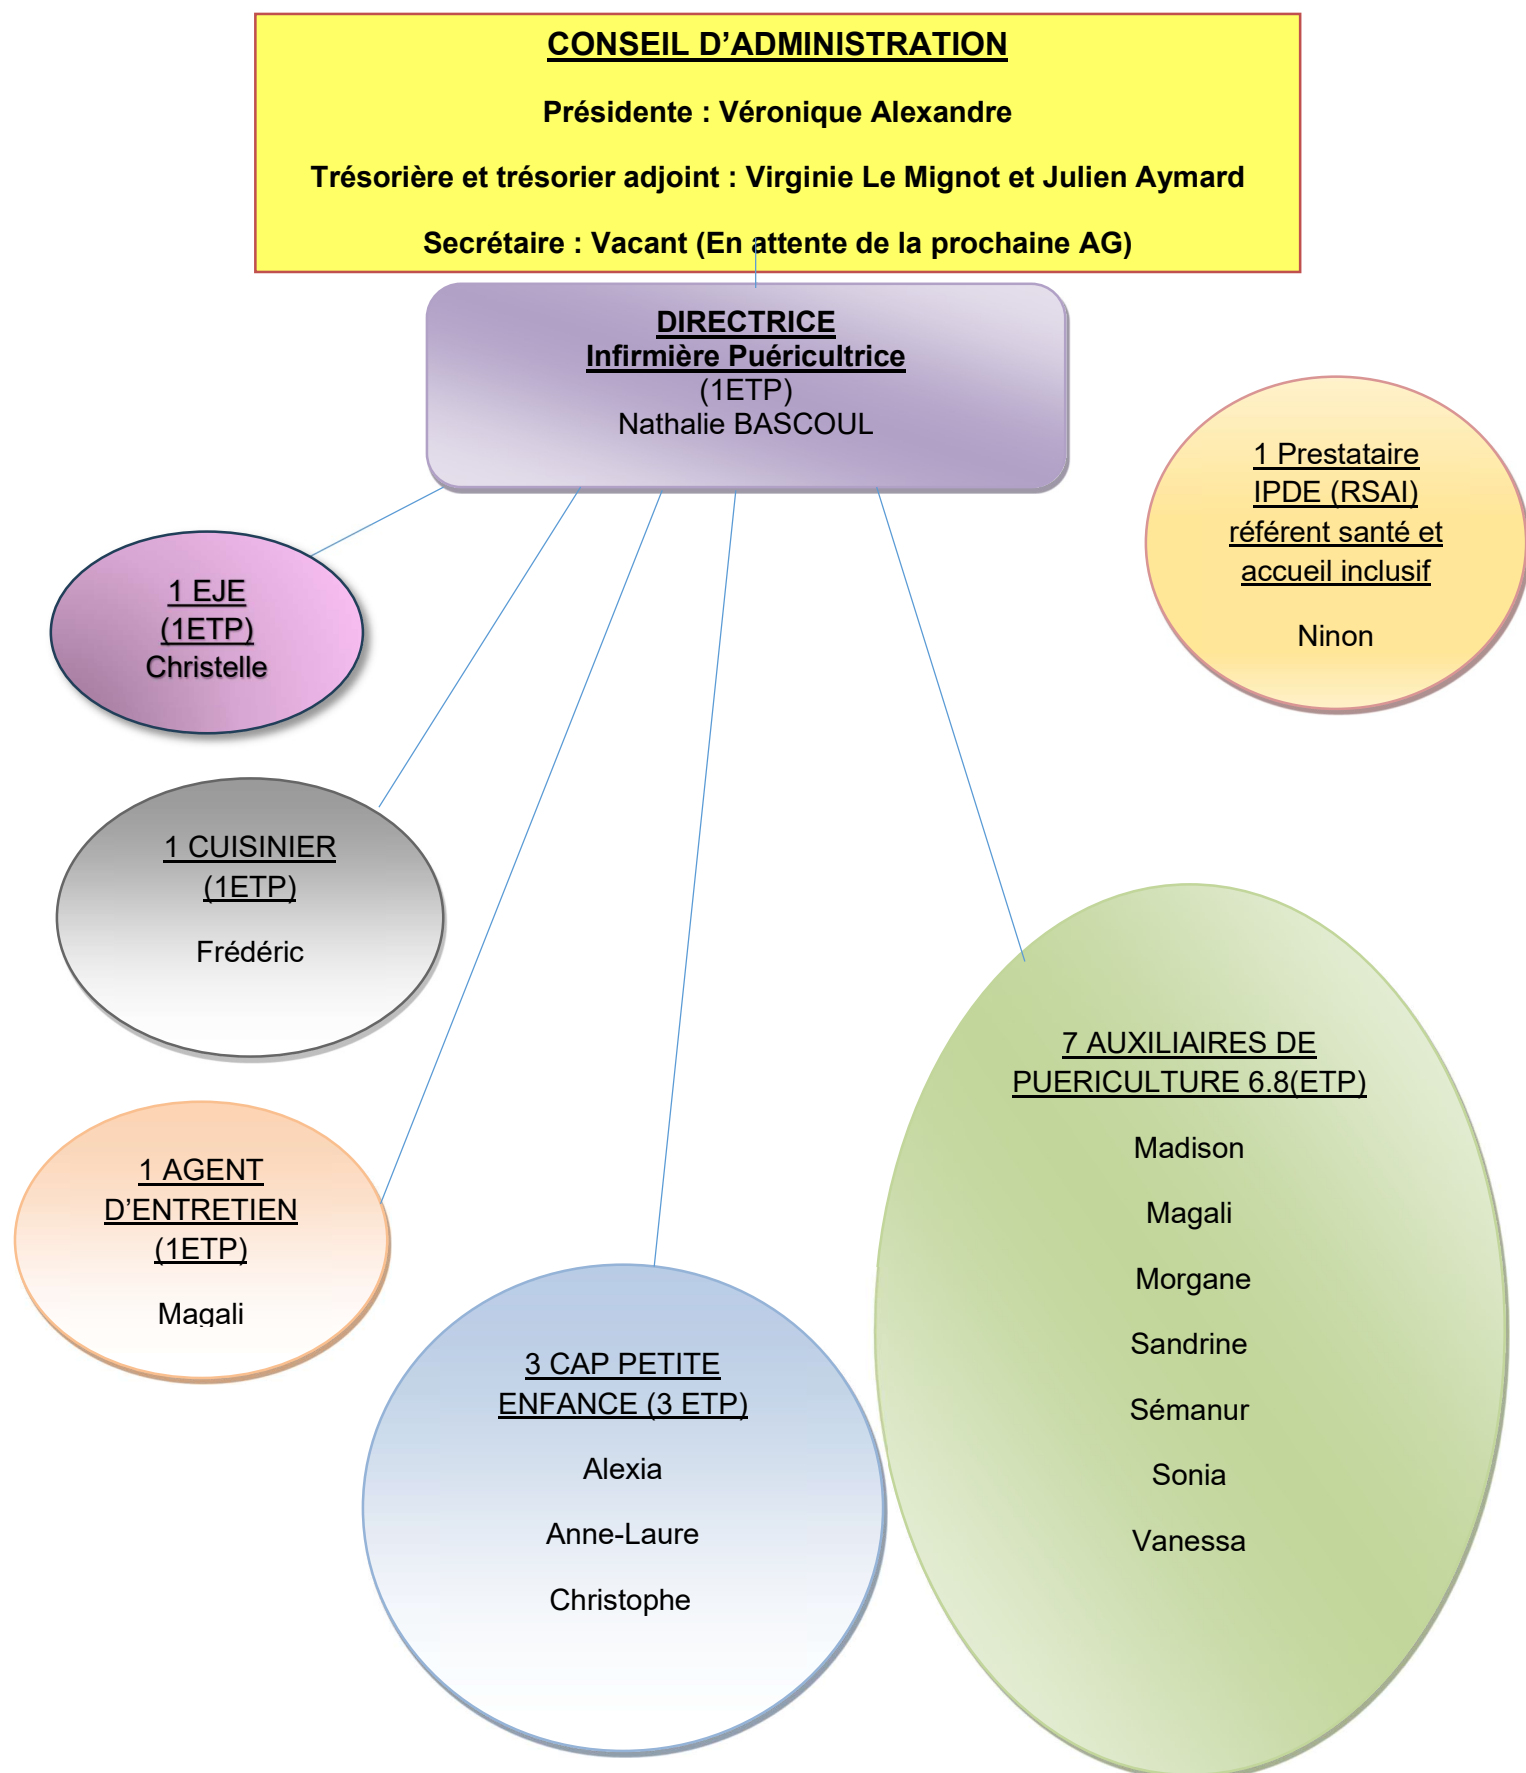 CONSEIL D’ADMINISTRATION
Présidente : Véronique Alexandre
Trésorière et trésorier adjoint : Virginie Le Mignot et Julien Aymard
Secrétaire : Vacant (En attente de la prochaine AG)
DIRECTRICE
Infirmière Puéricultrice
(1ETP)
Nathalie BASCOUL
1 Prestataire
IPDE (RSAI)
référent santé et
accueil inclusif
Ninon
1 EJE
(1ETP)
Christelle
1 CUISINIER
(1ETP)
Frédéric
1 AGENT
D’ENTRETIEN
(1ETP)
Magali
3 CAP PETITE
ENFANCE (3 ETP)
Alexia
Anne-Laure
Christophe
7 AUXILIAIRES DE
PUERICULTURE 6.8(ETP)
Madison
Magali
Morgane
Sandrine
Sémanur
Sonia
Vanessa